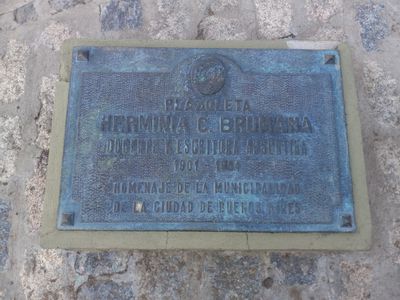 PLAZOLETA
HERMINIA C. BRUMANA
DOCENTE Y ESCRITORA ARGENTINA
1901 - 1954
HOMENAJE DE LA MUNICIPALIDAD
DE LA CIUDAD DE BUENOS AIRES